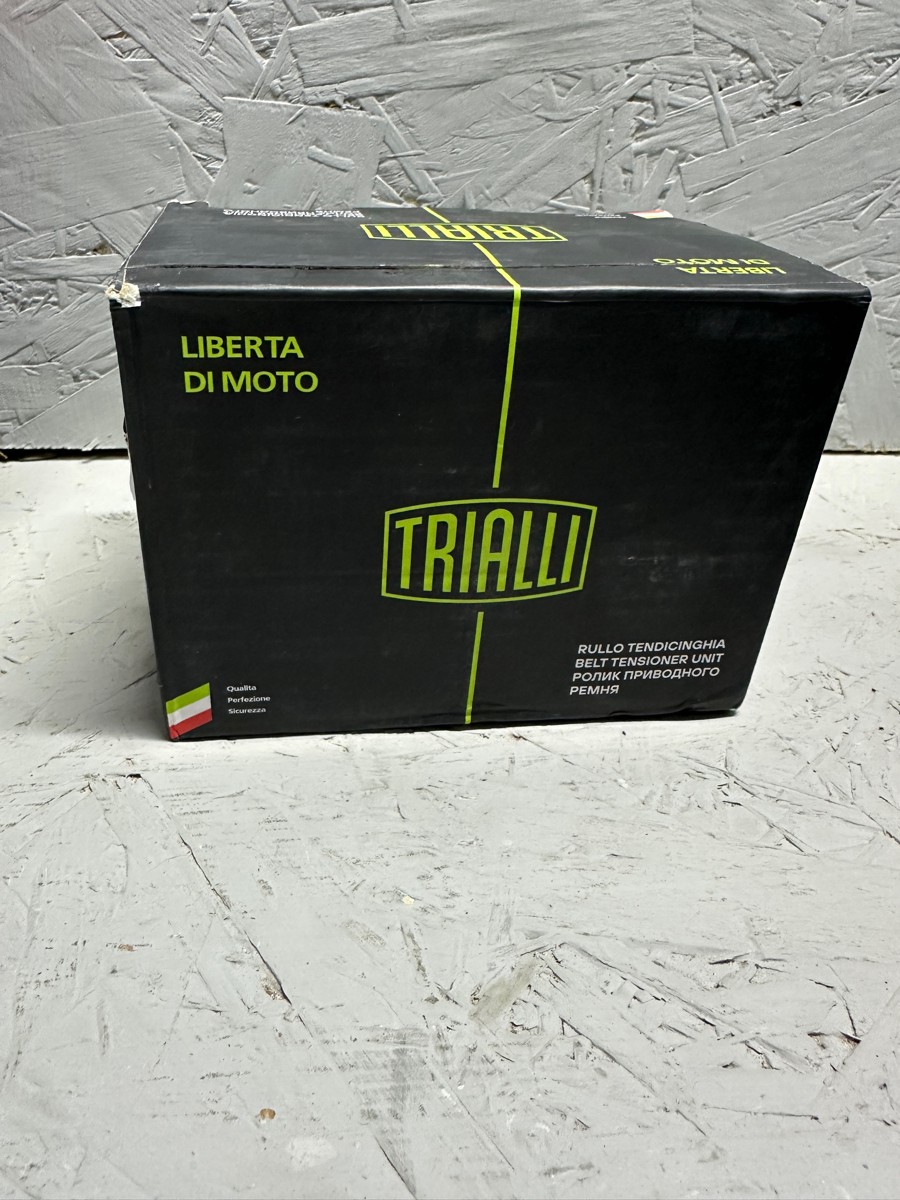 TRIALLI
LIBERTA
DI MOTO
LIBERTA
DI MOTO
TRIALLI
RULLO TENDICINGHIA
BELT TENSIONER UNIT
РОЛИК ПРИВОДНОГО
РЕМНЯ
Qualita
Perfezione
Sicurezza